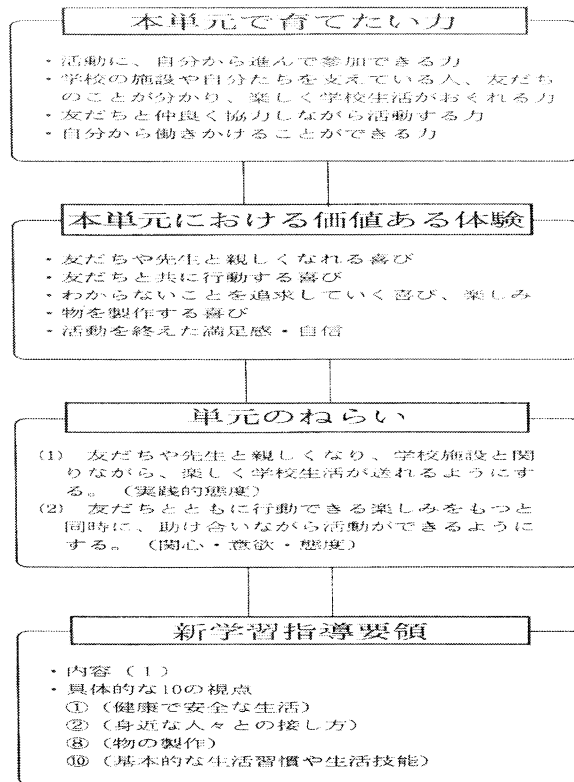 本単元で育てたい力
・活動に、自分から進んで参加できる力
・学校の施設や自分たちを支えている人、友だち
のことが分かり、楽しく学校生活がおくれる力
・友だちと仲良く協力しながら活動する力
・自分から働きかけることができる力
本単元における価値ある体験
・友だちや先生と親しくなれる喜び
・友だちと共に行動する喜び
・わからないことを追求していく喜び、楽しみ
・物を製作する喜び
・活動を終えた満足感・自信
単元のねらい
(1) 友だちや先生と親しくなり、学校施設と関
りながら、楽しく学校生活が送れるようにす
る。（実践的態度）
(2) 友だちとともに行動できる楽しみをもつと
同時に、助け合いながら活動ができるように
する。（関心・意欲・態度）
新学習指導要領
・内容（1）
・具体的な10の視点
①（健康で安全な生活）
②（身近な人々との接し方）
⑧（物の製作）
⑩（基本的な生活習慣や生活技能）